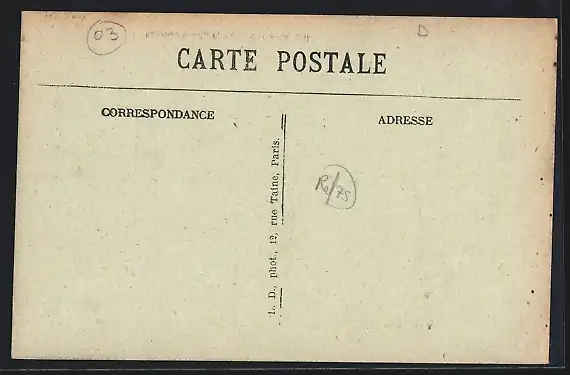 03
D
CARTE POSTALE
CORRESPONDANCE
ADRESSE
L. D., phot., 12, rue Taine, Paris.